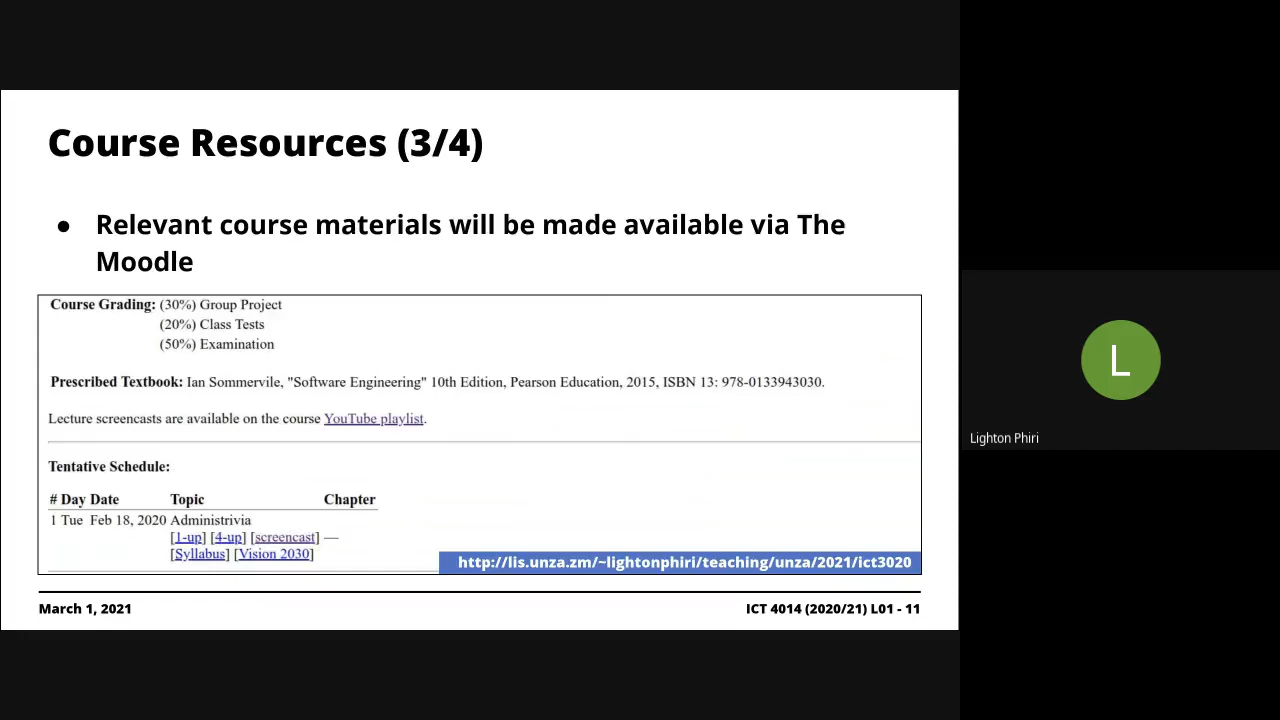 Course Resources (3/4)
● Relevant course materials will be made available via The
Moodle
Course Grading: (30%) Group Project
(20%) Class Tests
(50%) Examination
Prescribed Textbook: Ian Sommervile, "Software Engineering" 10th Edition, Pearson Education, 2015, ISBN 13: 978-0133943030.
Lecture screencasts are available on the course YouTube playlist.
Tentative Schedule:
# Day Date Topic Chapter
1 Tue Feb 18, 2020 Administrivia
[1-up] [4-up] [screencast] —
[Syllabus] [Vision 2030]
http://lis.unza.zm/~lightonphiri/teaching/unza/2021/ict3020
March 1, 2021 ICT 4014 (2020/21) L01 - 11
L
Lighton Phiri